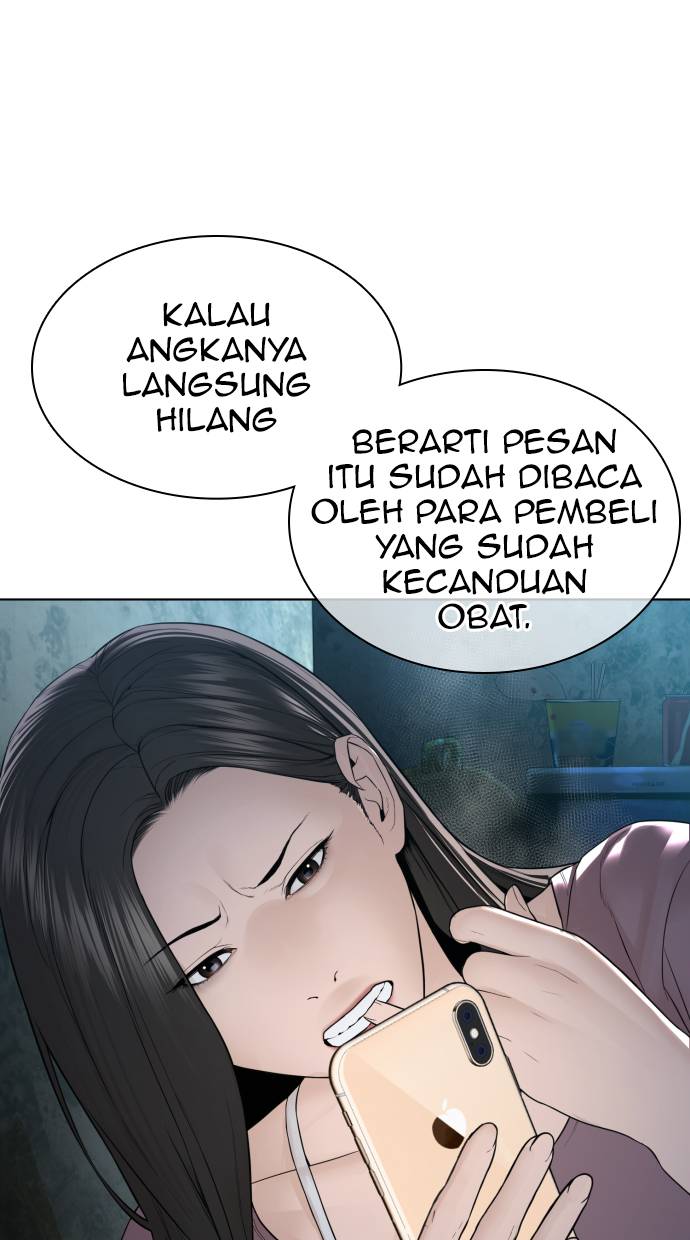 KALAU
ANGKANYA
LANGSUNG
HILANG
BERARTI PESAN
ITU SUDAH DIBACA
OLEH PARA PEMBELI
YANG SUDAH
KECANDUAN
OBAT.